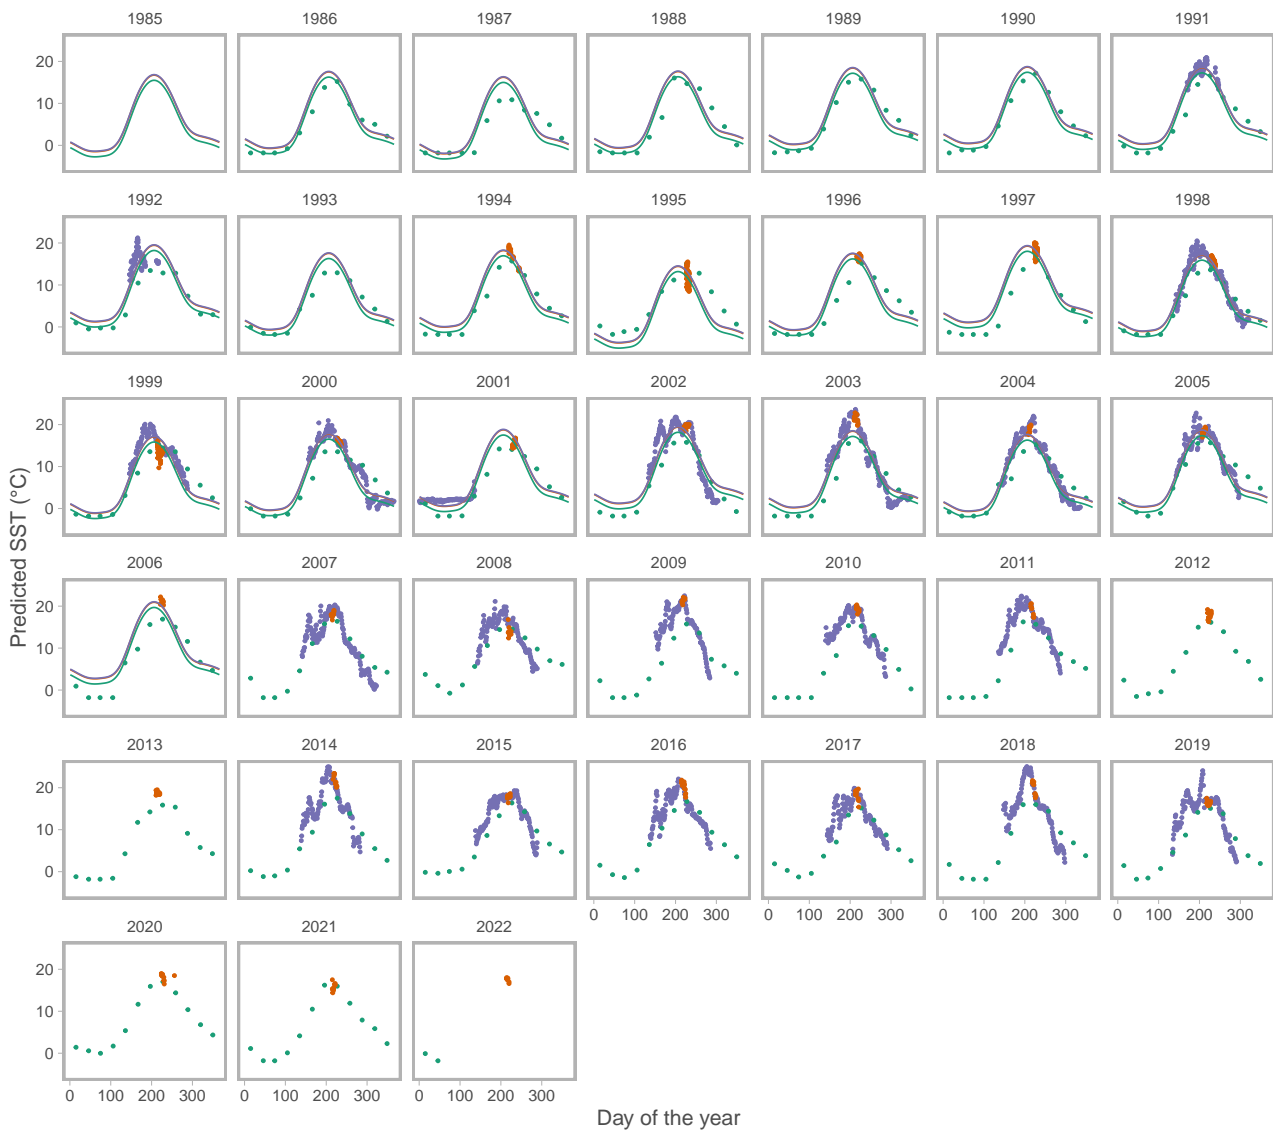 1985 1986 1987 1988 1989 1990 1991
20
10
0
1992 1993 1994 1995 1996 1997 1998
20
10
0
1999 2000 2001 2002 2003 2004 2005
20
10
0
Predicted SST (°C)
2006 2007 2008 2009 2010 2011 2012
20
10
0
2013 2014 2015 2016 2017 2018 2019
20
10
0
0 100 200 300 0 100 200 300 0 100 200 300 0 100 200 300
2020 2021 2022
20
10
0
0 100 200 300 0 100 200 300 0 100 200 300
Day of the year